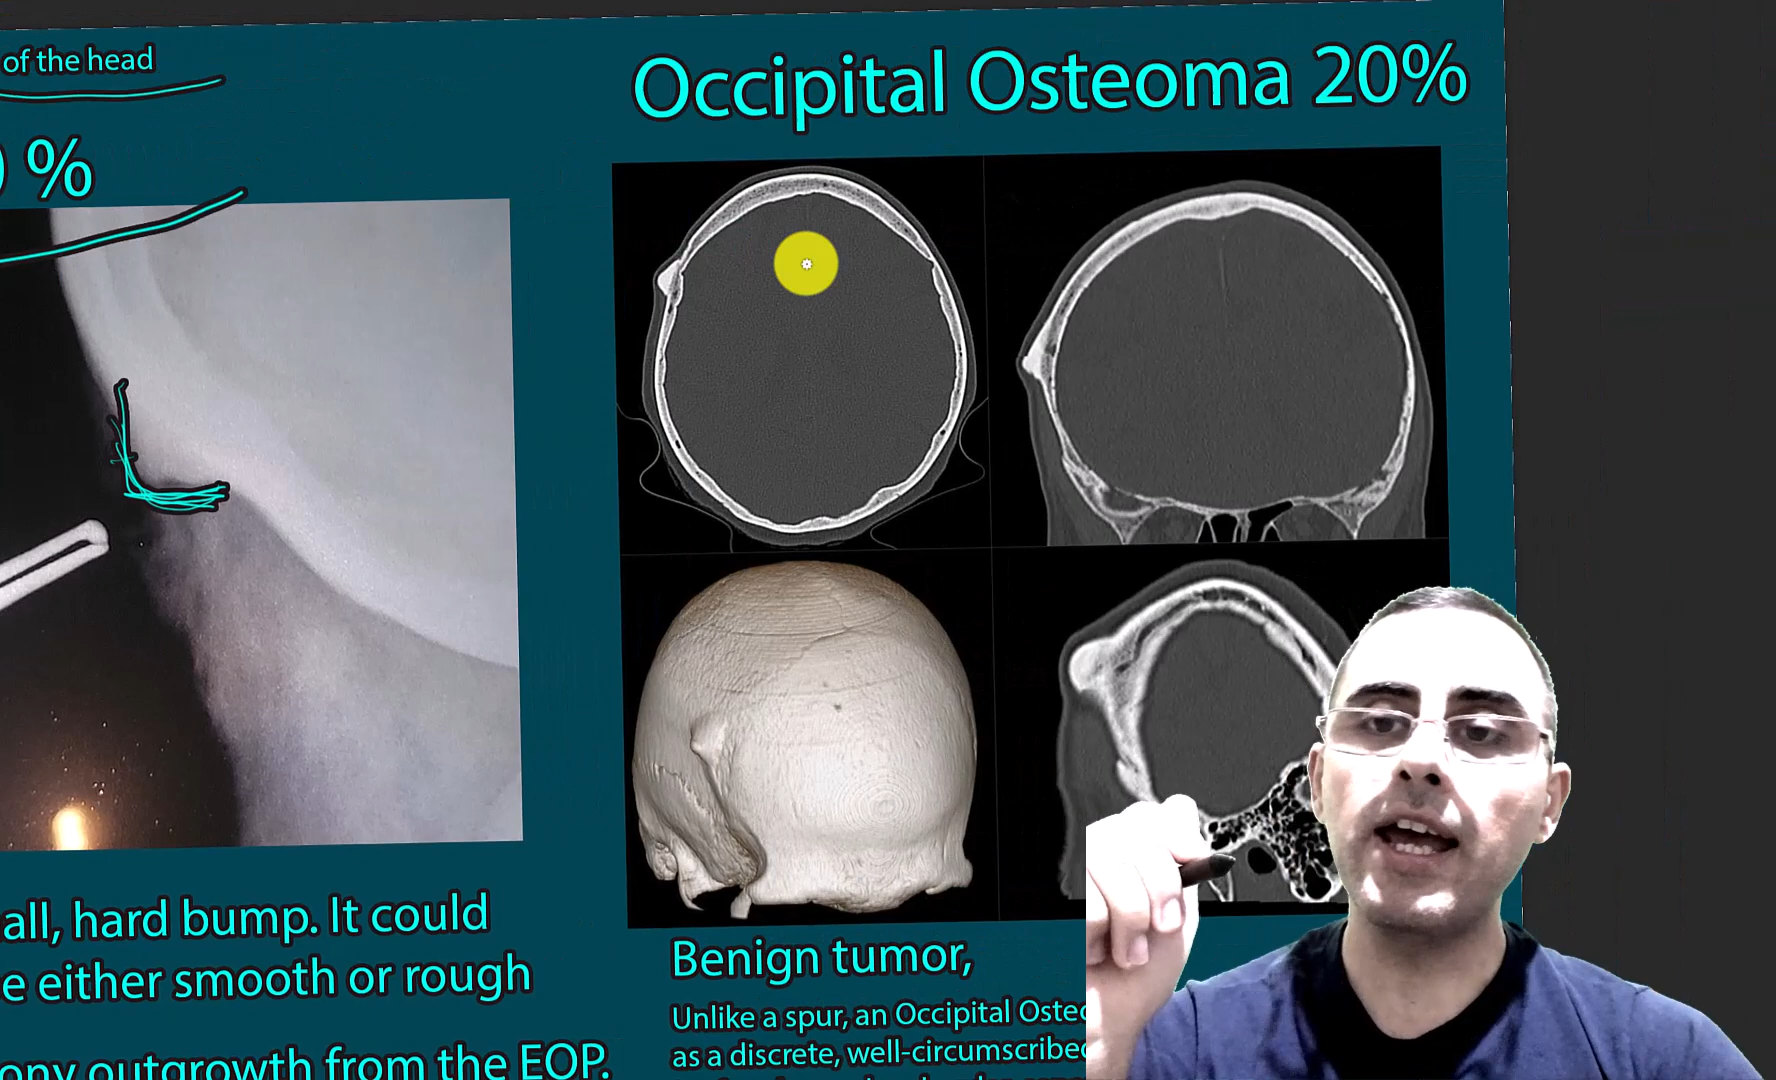 of the head
%
all, hard bump. It could
e either smooth or rough
ony outgrowth from the EOP.
Occipital Osteoma 20%
Benign tumor,
Unlike a spur, an Occipital Oste
as a discrete, well-circumscribe